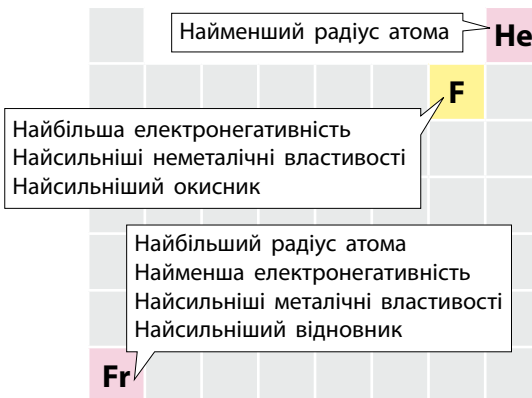 Найменший радіус атома
He
F
Найбільша електронегативність
Найсильніші неметалічні властивості
Найсильніший окисник
Найбільший радіус атома
Найменша електронегативність
Найсильніші металічні властивості
Найсильніший відновник
Fr